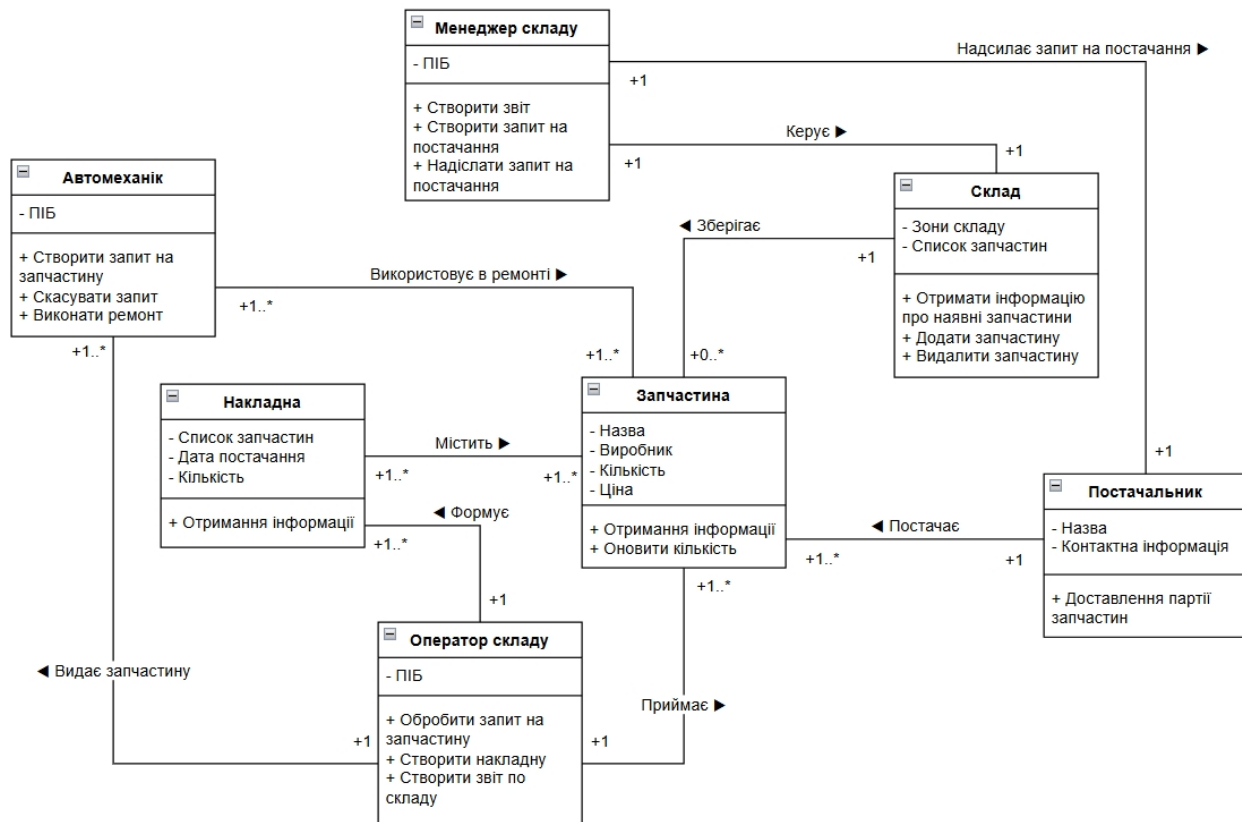 Менеджер складу
- ПІБ
+ Створити звіт
+ Створити запит на
постачання
+ Надіслати запит на
постачання
Надсилає запит на постачання ►
+1
Керує ►
+1
+1
Автомеханік
- ПІБ
+ Створити запит на
запчастину
+ Скасувати запит
+ Виконати ремонт
Склад
- Зони складу
- Список запчастин
+ Отримати інформацію
про наявні запчастини
+ Додати запчастину
+ Видалити запчастину
◄ Зберігає
+1
Використовує в ремонті ►
+1..*
+1..*
+1..*
+0..*
Накладна
- Список запчастин
- Дата постачання
- Кількість
+ Отримання інформації
Містить ►
+1..*
+1..*
Запчастина
- Назва
- Виробник
- Кількість
- Ціна
+ Отримання інформації
+ Оновити кількість
+1
Постачальник
- Назва
- Контактна інформація
+ Доставлення партії
запчастин
◄ Постачає
+1..*
+1
◄ Формує
+1..*
+1
+1..*
Оператор складу
- ПІБ
+ Обробити запит на
запчастину
+ Створити накладну
+ Створити звіт по
складу
◄ Видає запчастину
+1
Приймає ►
+1